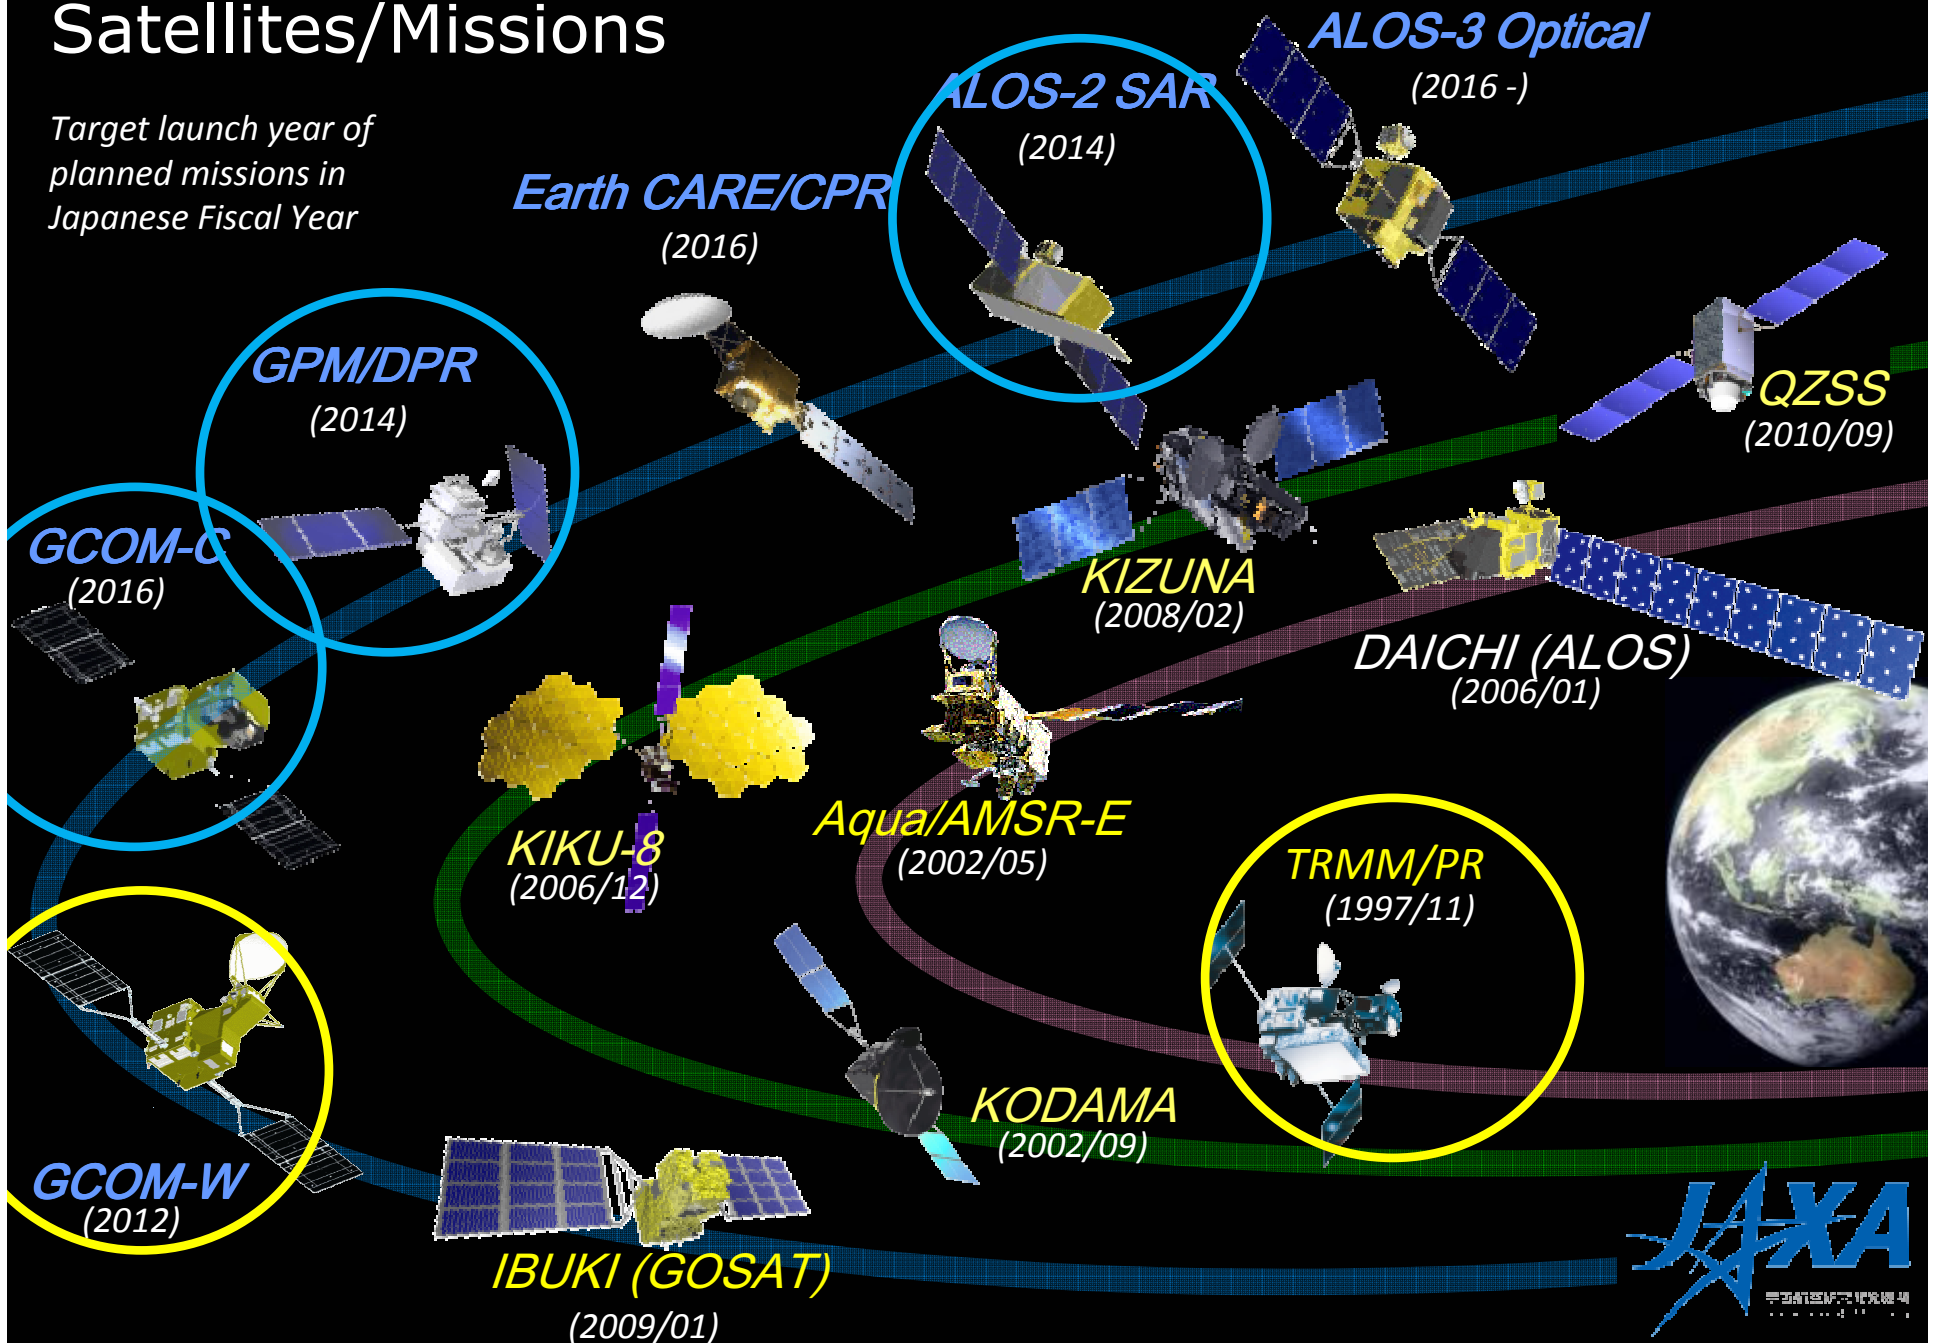 Satellites/Missions
Target launch year of
planned missions in
Japanese Fiscal Year
ALOS-3 Optical
(2016 -)
ALOS-2 SAR
(2014)
Earth CARE/CPR
(2016)
GPM/DPR
(2014)
QZSS
(2010/09)
GCOM-C
(2016)
KIZUNA
(2008/02)
DAICHI (ALOS)
(2006/01)
KIKU-8
(2006/12)
Aqua/AMSR-E
(2002/05)
TRMM/PR
(1997/11)
KODAMA
(2002/09)
GCOM-W
(2012)
IBUKI (GOSAT)
(2009/01)
JAXA